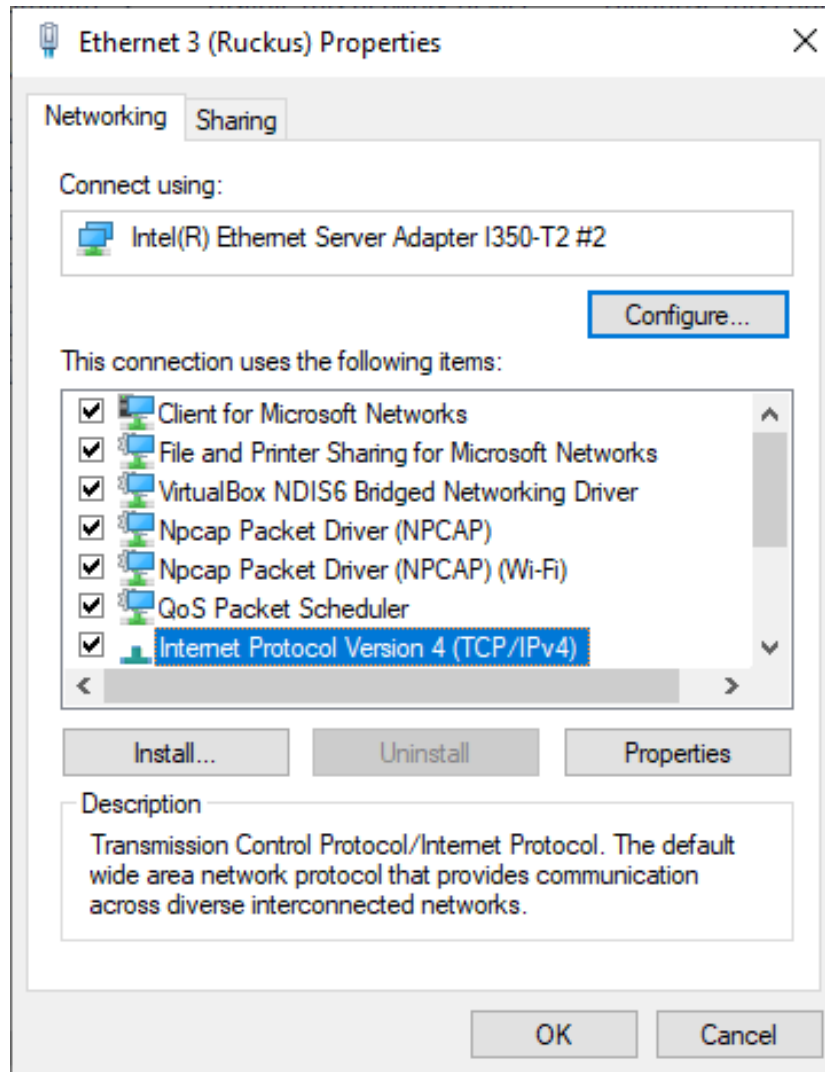 Ethernet 3 (Ruckus) Properties
Networking
Sharing
Connect using:
Intel(R) Ethernet Server Adapter I350-T2 #2
Configure...
This connection uses the following items:
Client for Microsoft Networks
File and Printer Sharing for Microsoft Networks
VirtualBox NDIS6 Bridged Networking Driver
Npcap Packet Driver (NPCAP)
Npcap Packet Driver (NPCAP) (Wi-Fi)
QoS Packet Scheduler
Internet Protocol Version 4 (TCP/IPv4)
Install...
Uninstall
Properties
Description
Transmission Control Protocol/Internet Protocol. The default
wide area network protocol that provides communication
across diverse interconnected networks.
OK
Cancel